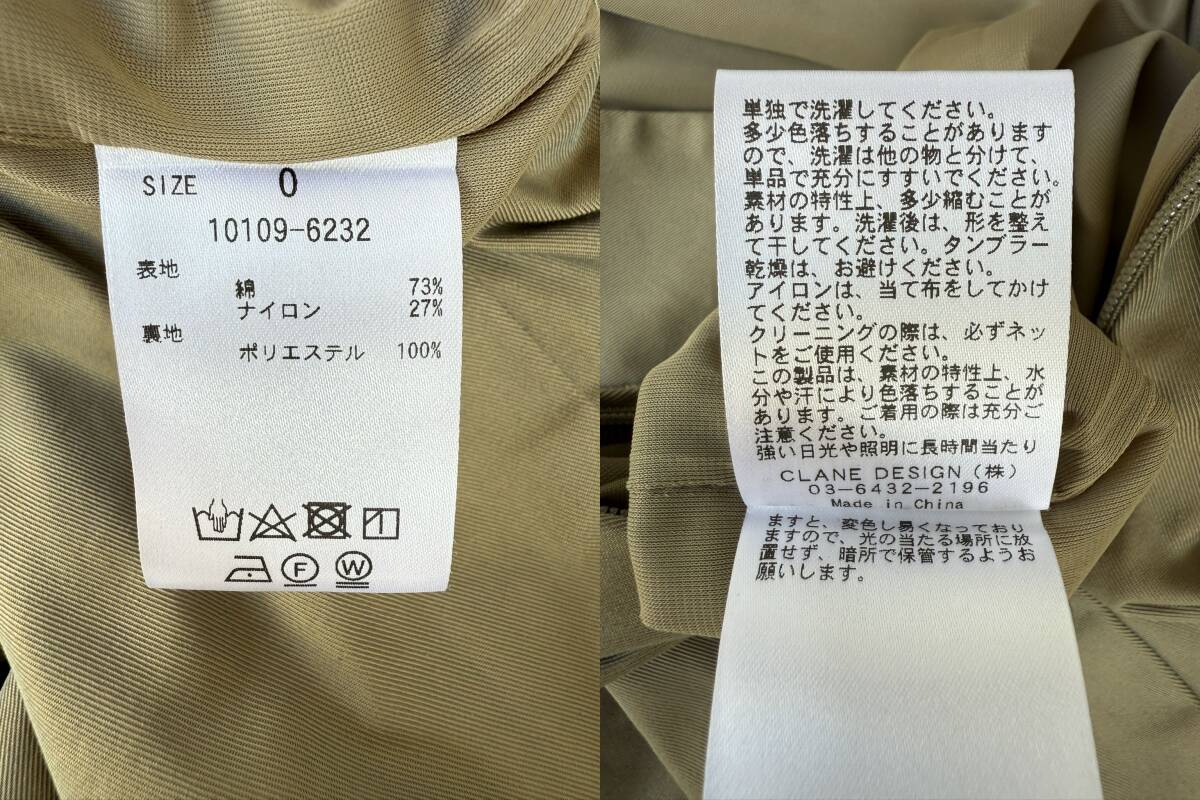 SIZE 0
10109-6232
表地
綿 73%
ナイロン 27%
裏地
ポリエステル 100%
F W
単独で洗濯してください。
多少色落ちすることがあります
ので、洗濯は他の物と分けて、
単品で充分にすすいでください。
素材の特性上、多少縮むことが
あります。洗濯後は、形を整え
て干してください。タンブラー
乾燥は、お避けください。
アイロンは、当て布をしてかけ
てください。
クリーニングの際は、必ずネッ
トをご使用ください。
この製品は、素材の特性上、水
分や汗により色落ちすることが
あります。ご着用の際は充分ご
注意ください。
強い日光や照明に長時間当たり
CLANE DESIGN（株）
03-6432-2196
Made in China
ますと、変色し易くなっており
ますので、光の当たる場所に放
置せず、暗所で保管するようお
願いします。